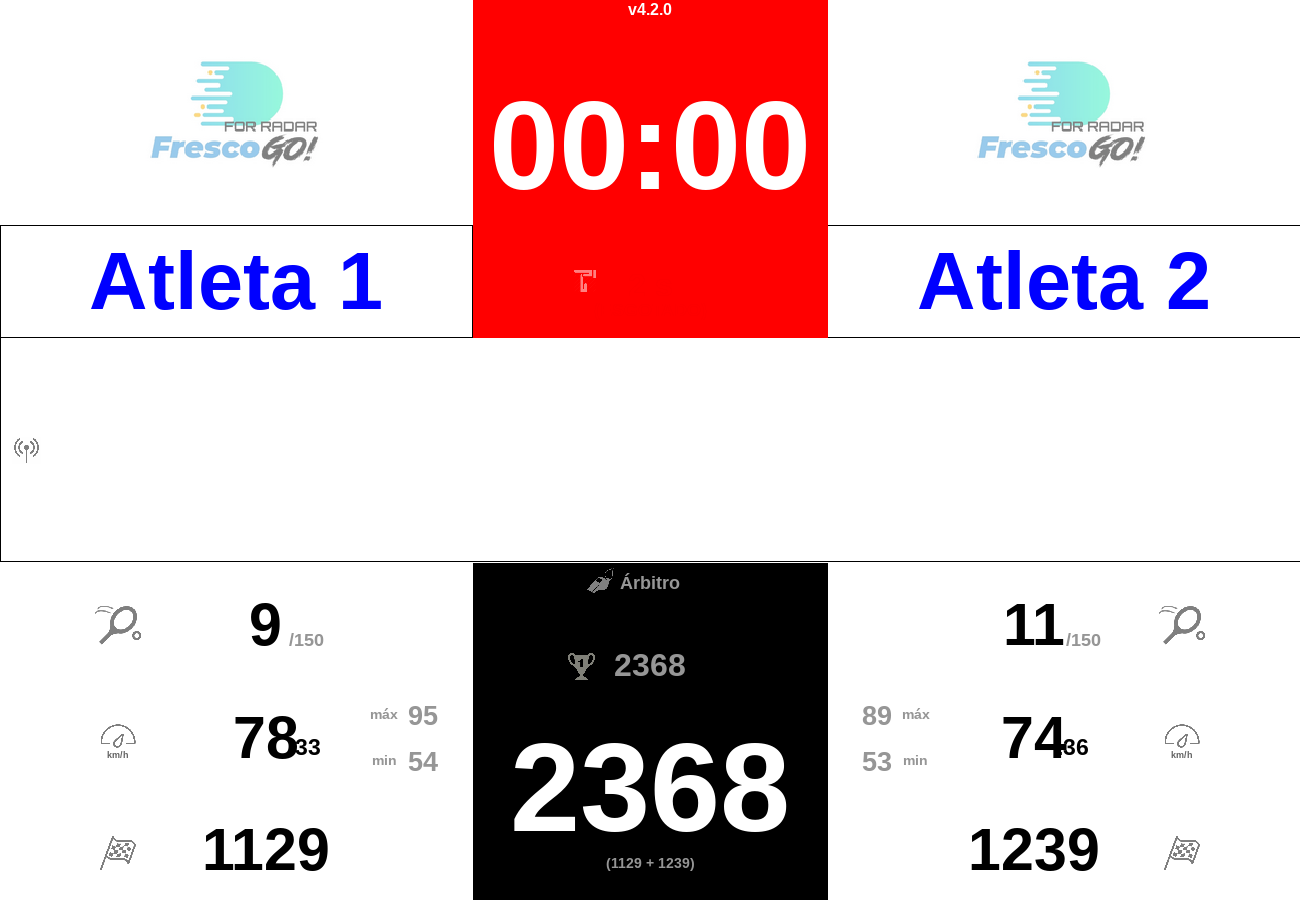 v4.2.0
FOR RADAR
FrescoGO!
00:00
FOR RADAR
FrescoGO!
Atleta 1
Atleta 2
Árbitro
9 /150
11 /150
1 2368
máx 95
89 máx
78.33
74.36
km/h
min 54
53 min
km/h
2368
1129
1239
(1129 + 1239)